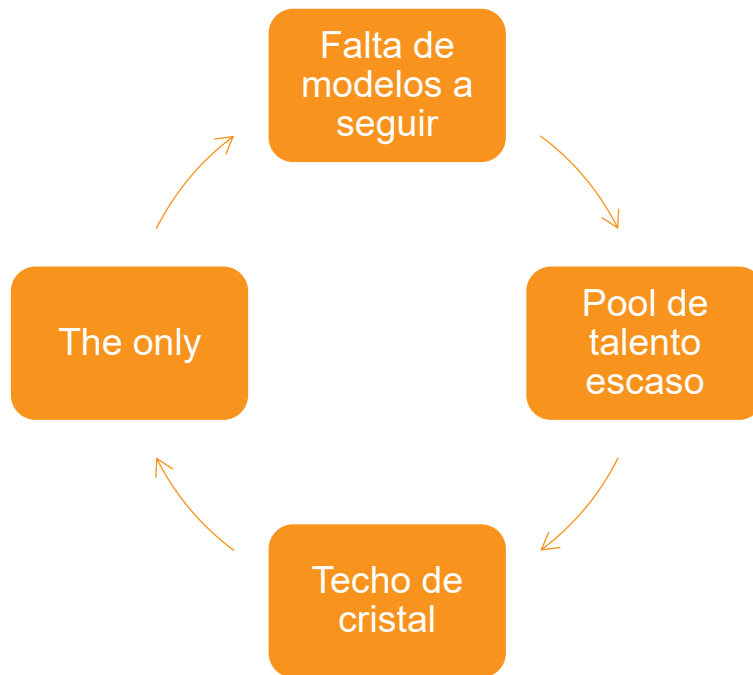 Falta de
modelos a
seguir
Pool de
talento
escaso
Techo de
cristal
The only